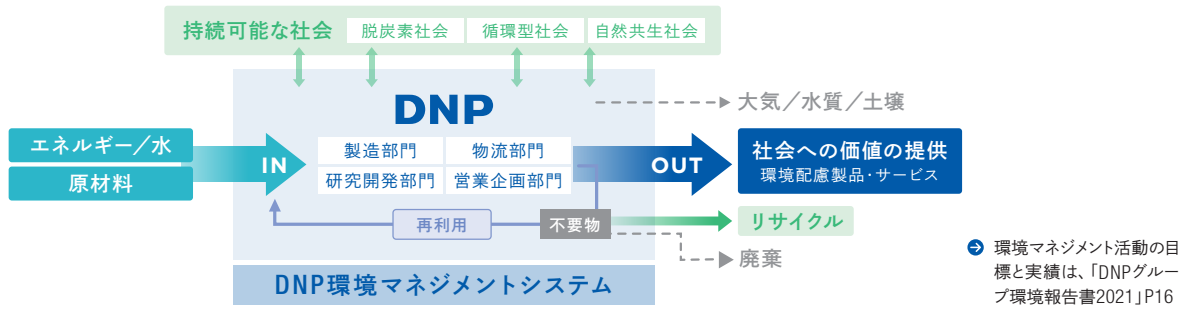 持続可能な社会 脱炭素社会 循環型社会 自然共生社会
DNP
大気／水質／土壌
エネルギー／水
原材料
IN
製造部門 物流部門
研究開発部門 営業企画部門
OUT
社会への価値の提供
環境配慮製品・サービス
再利用
不要物
リサイクル
廃棄
DNP環境マネジメントシステム
環境マネジメント活動の目
標と実績は、「DNPグルー
プ環境報告書2021」P16